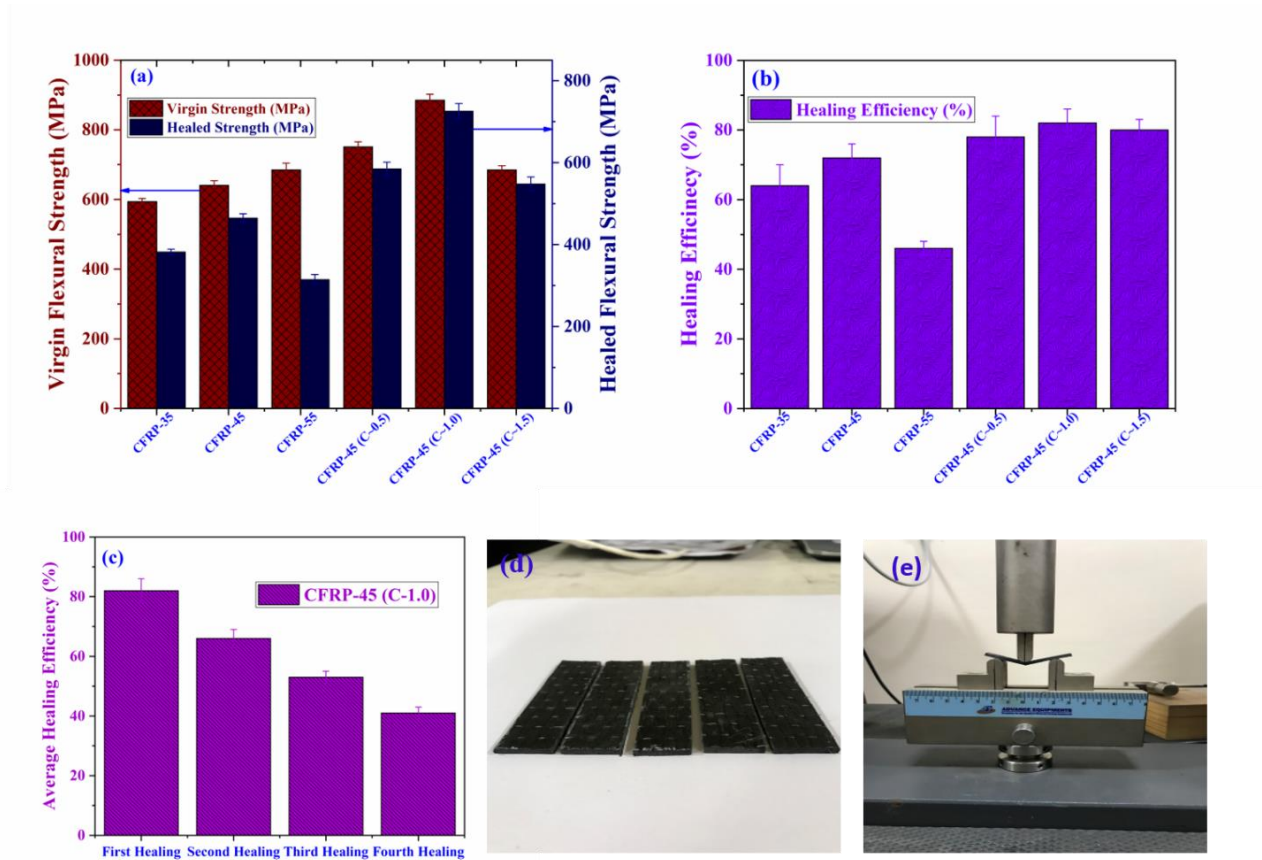 (a)
Virgin Strength (MPa)
Healed Strength (MPa)
Virgin Flexural Strength (MPa)
1000
800
600
400
200
0
Healed Flexural Strength (MPa)
800
600
400
200
0
CFRP-35
CFRP-45
CFRP-55
CFRP-45 (C~0.5)
CFRP-45 (C~1.0)
CFRP-45 (C~1.5)
(b)
Healing Efficiency (%)
Healing Efficinecy (%)
100
80
60
40
20
0
CFRP-35
CFRP-45
CFRP-55
CFRP-45 (C~0.5)
CFRP-45 (C~1.0)
CFRP-45 (C~1.5)
(c)
CFRP-45 (C-1.0)
Average Healing Efficiency (%)
100
80
60
40
20
0
First Healing Second Healing Third Healing Fourth Healing
(d)
(e)
ADVANCE EQUIPMENTS